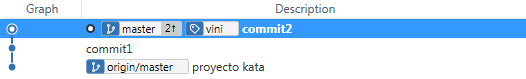 Graph Description
master 2↑ vini commit2
commit1
origin/master proyecto kata